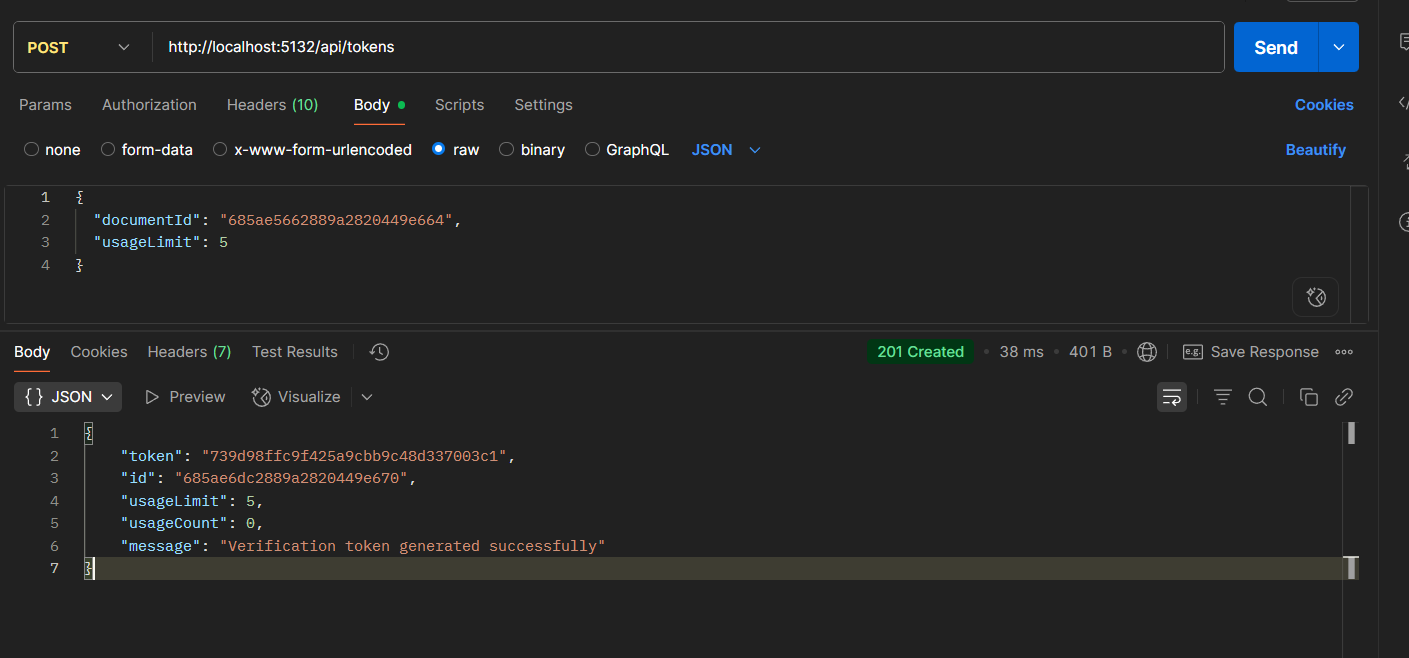 POST http://localhost:5132/api/tokens Send
Params Authorization Headers (10) Body Scripts Settings Cookies
none form-data x-www-form-urlencoded raw binary GraphQL JSON Beautify
1 {
2 "documentId": "685ae5662889a2820449e664",
3 "usageLimit": 5
4 }
Body Cookies Headers (7) Test Results 201 Created • 38 ms • 401 B • e.g. Save Response
{} JSON Preview Visualize
1 {
2 "token": "739d98ffc9f425a9cbb9c48d337003c1",
3 "id": "685ae6dc2889a2820449e670",
4 "usageLimit": 5,
5 "usageCount": 0,
6 "message": "Verification token generated successfully"
7 }